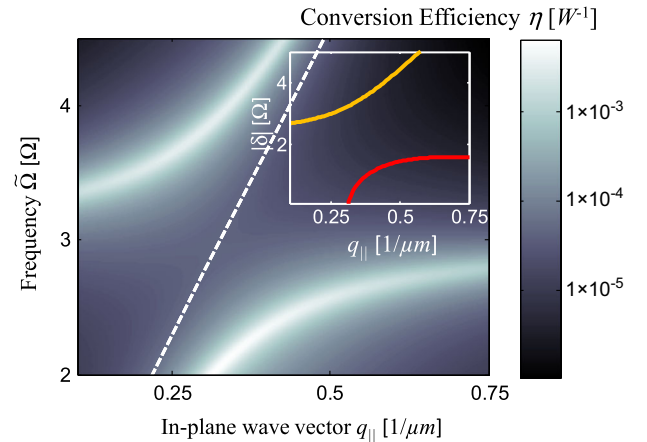 Conversion Efficiency η [W⁻¹]
4
3
2
Frequency Ω̃ [Ω]
0.25
0.5
0.75
In-plane wave vector q|| [1/µm]
4
2
|δ| [Ω]
0.25
0.5
0.75
q|| [1/µm]
1×10⁻³
1×10⁻⁴
1×10⁻⁵